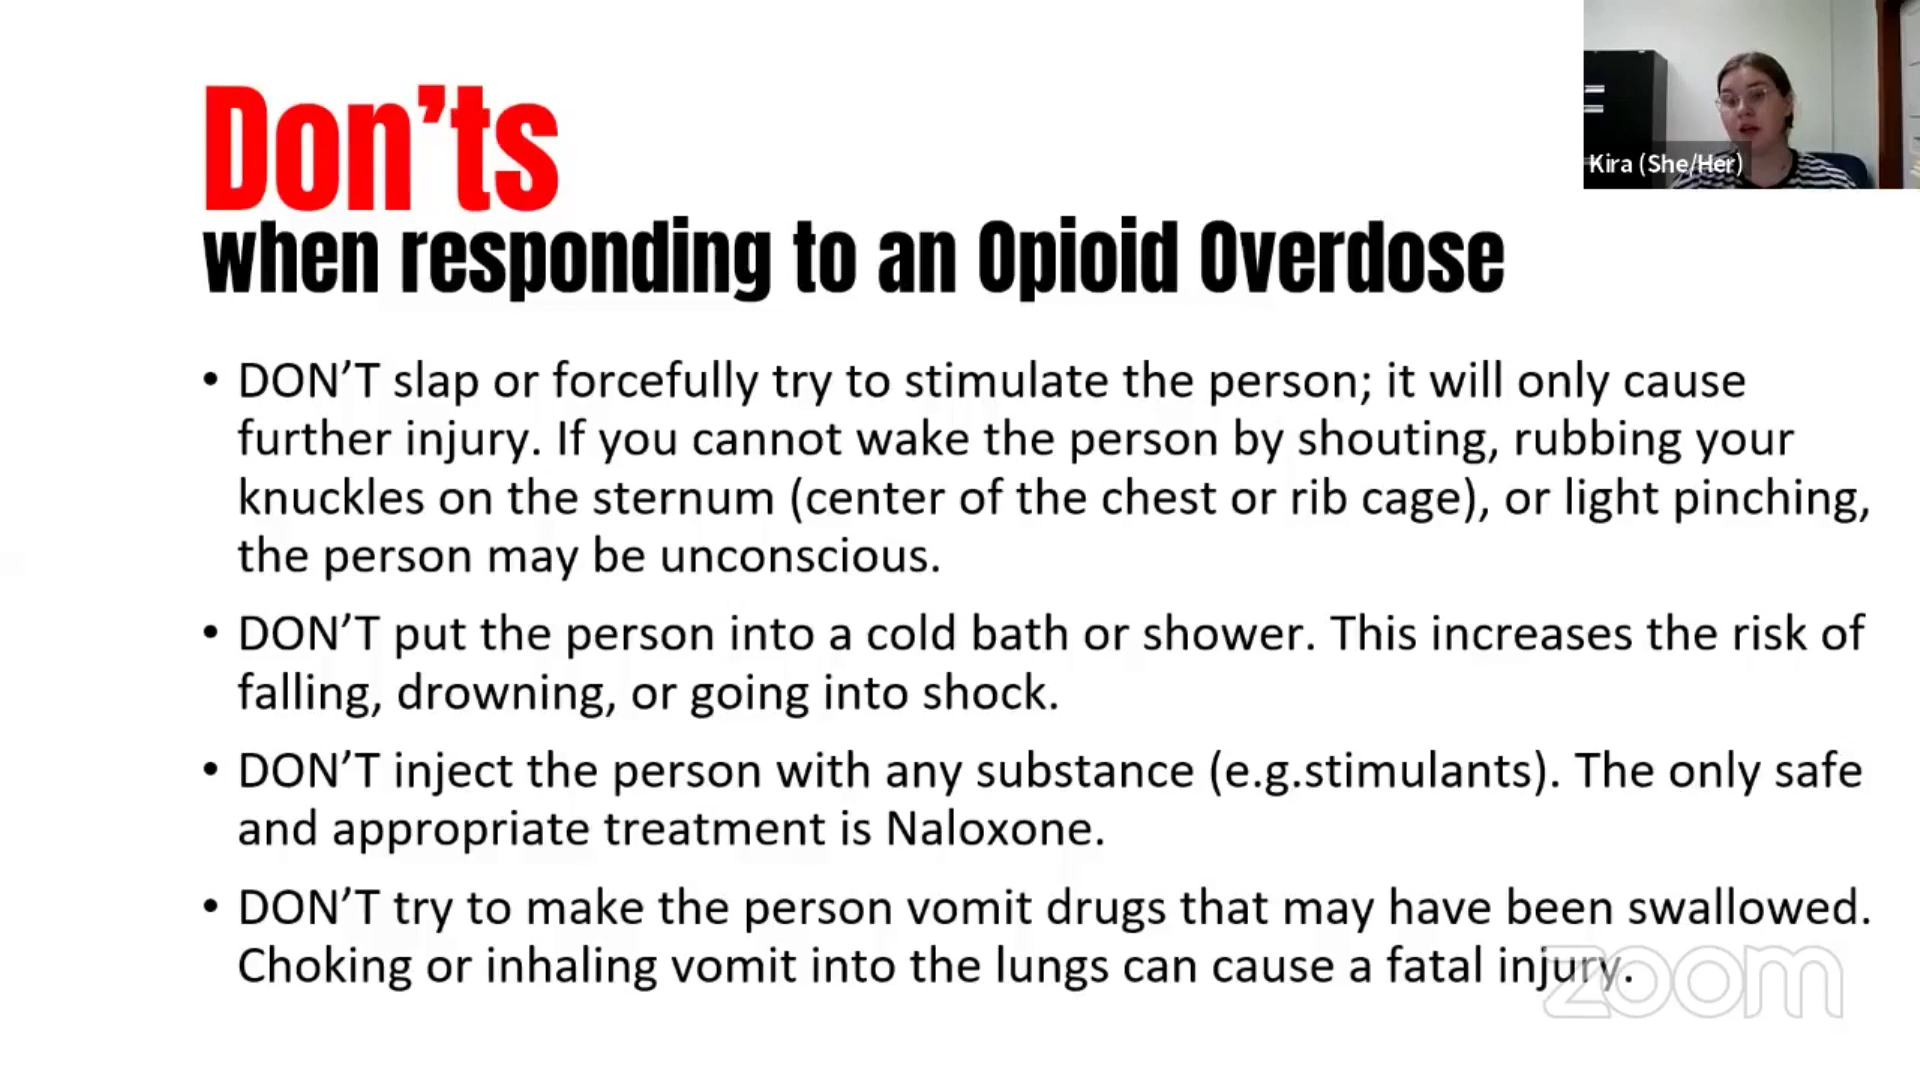 Don'ts
when responding to an Opioid Overdose
Kira (She/Her)
• DON'T slap or forcefully try to stimulate the person; it will only cause
further injury. If you cannot wake the person by shouting, rubbing your
knuckles on the sternum (center of the chest or rib cage), or light pinching,
the person may be unconscious.
• DON'T put the person into a cold bath or shower. This increases the risk of
falling, drowning, or going into shock.
• DON'T inject the person with any substance (e.g.stimulants). The only safe
and appropriate treatment is Naloxone.
• DON'T try to make the person vomit drugs that may have been swallowed.
Choking or inhaling vomit into the lungs can cause a fatal injury.
zoom